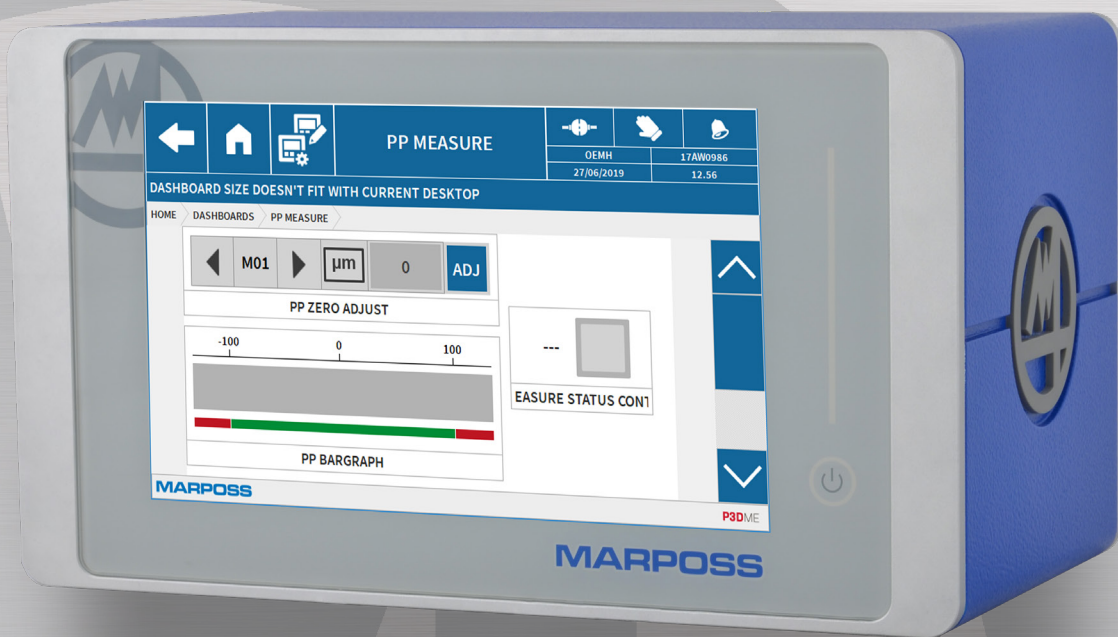 PP MEASURE
OEMH
17AW0986
27/06/2019
12.56
DASHBOARD SIZE DOESN'T FIT WITH CURRENT DESKTOP
HOME DASHBOARDS PP MEASURE
M01 µm 0 ADJ
PP ZERO ADJUST
-100 0 100
PP BARGRAPH
---
EASURE STATUS CONT
MARPOSS
P3DME
MARPOSS